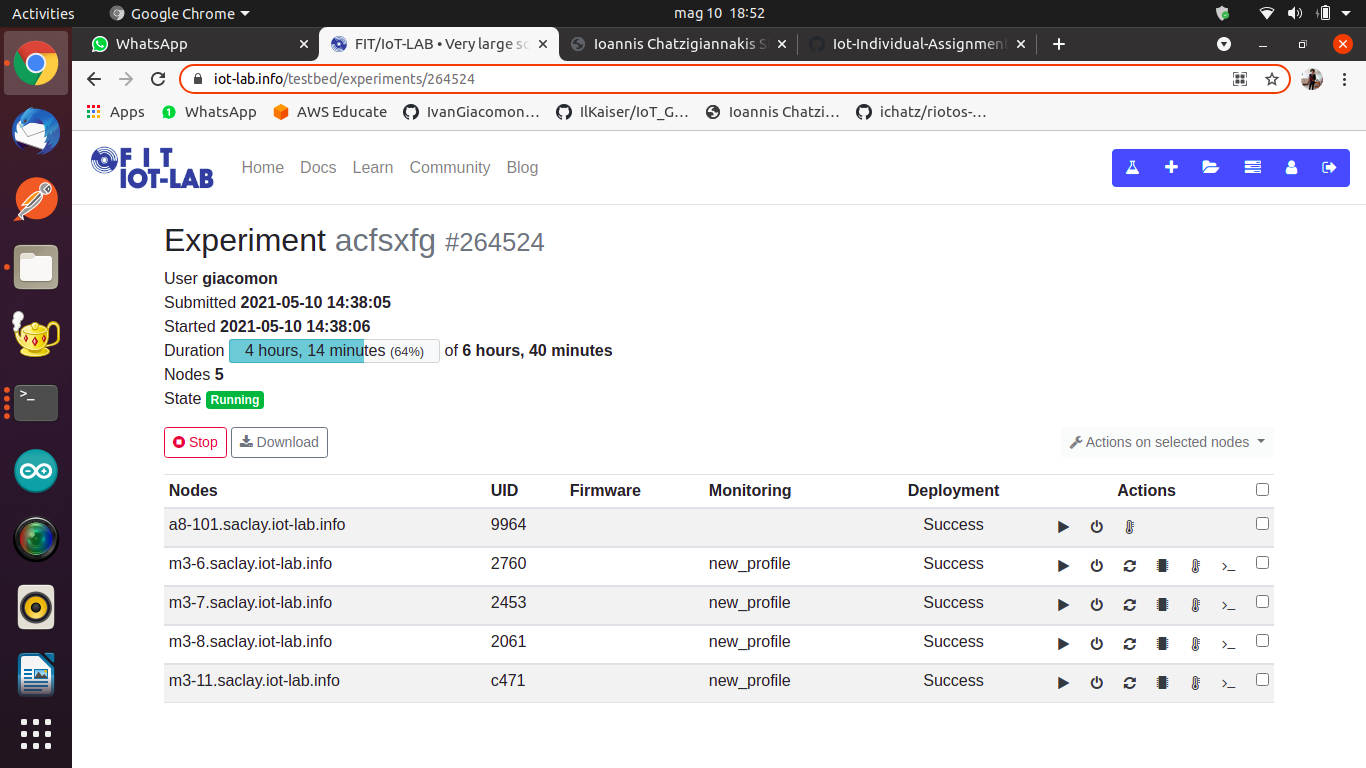 Activities Google Chrome mag 10 18:52
WhatsApp FIT/IoT-LAB • Very large sc Ioannis Chatzigiannakis S Iot-Individual-Assignment
iot-lab.info/testbed/experiments/264524
Apps 1 WhatsApp AWS Educate IvanGiacomon… IlKaiser/IoT_G… Ioannis Chatzi… ichatz/riotos-…
FIT
IOT-LAB
Home Docs Learn Community Blog
Experiment acfsxfg #264524
User giacomon
Submitted 2021-05-10 14:38:05
Started 2021-05-10 14:38:06
Duration 4 hours, 14 minutes (64%) of 6 hours, 40 minutes
Nodes 5
State Running
Stop Download Actions on selected nodes
Nodes UID Firmware Monitoring Deployment Actions
a8-101.saclay.iot-lab.info 9964 Success
m3-6.saclay.iot-lab.info 2760 new_profile Success
m3-7.saclay.iot-lab.info 2453 new_profile Success
m3-8.saclay.iot-lab.info 2061 new_profile Success
m3-11.saclay.iot-lab.info c471 new_profile Success